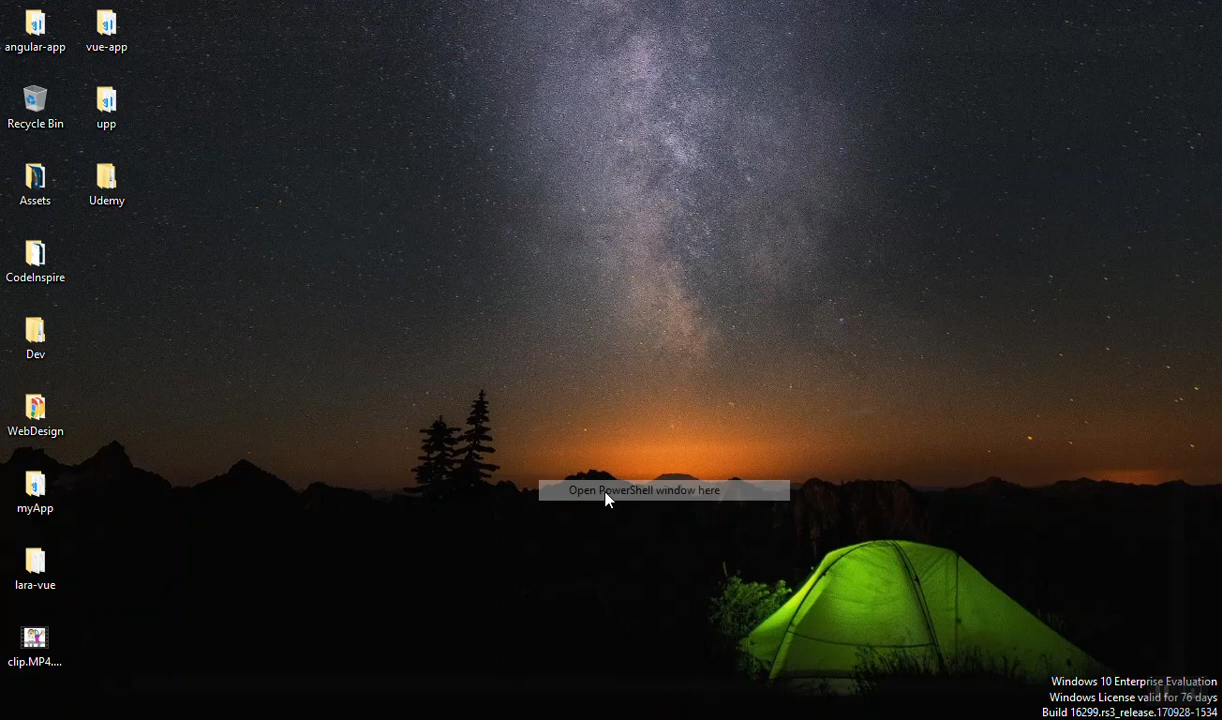 angular-app
vue-app
Recycle Bin
upp
Assets
Udemy
CodeInspire
Dev
WebDesign
myApp
lara-vue
clip.MP4....
Open PowerShell window here
Windows 10 Enterprise Evaluation
Windows License valid for 76 days
Build 16299.rs3_release.170928-1534